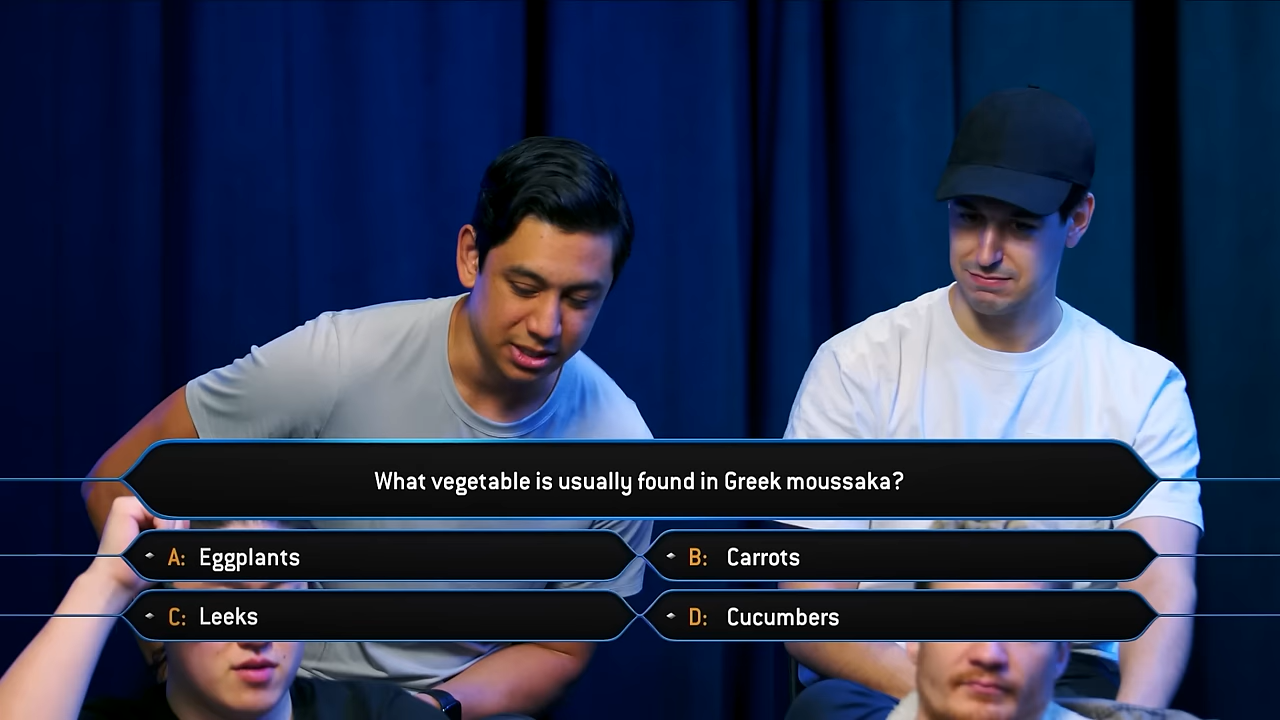 What vegetable is usually found in Greek moussaka?
A: Eggplants
B: Carrots
C: Leeks
D: Cucumbers